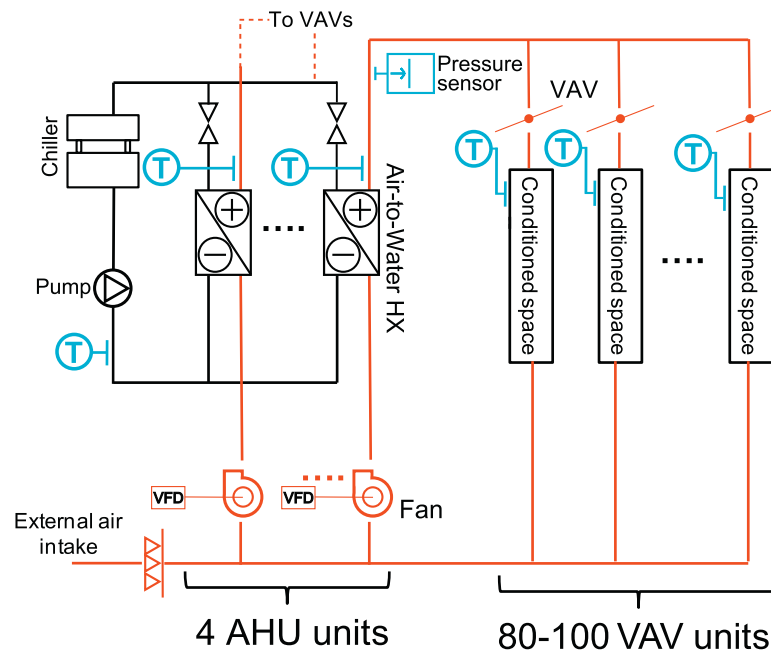 To VAVs
Pressure
sensor
VAV
Chiller
T
T
T
T
T
Air-to-Water HX
Conditioned space
Conditioned space
Conditioned space
Pump
T
VFD
VFD
Fan
External air
intake
4 AHU units
80-100 VAV units